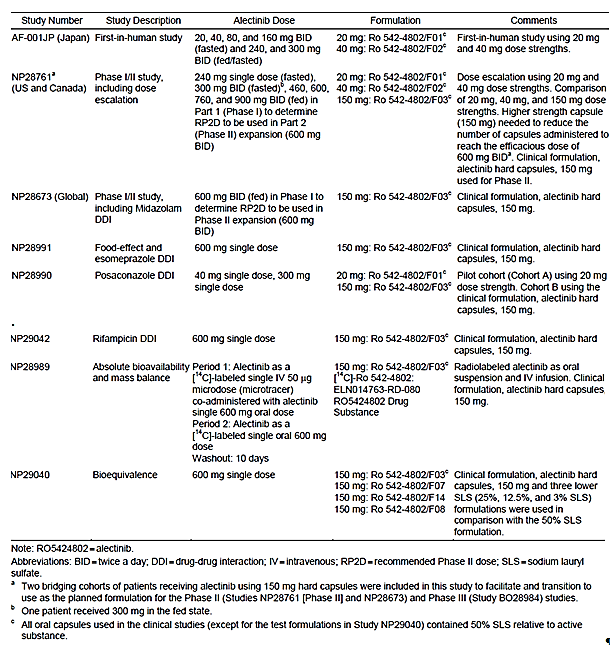 Study Number Study Description Alectinib Dose Formulation Comments
AF-001JP (Japan) First-in-human study 20, 40, 80, and 160 mg BID (fasted) and 240, and 300 mg BID (fed/fasted) 20 mg: Ro 542-4802/F01c 40 mg: Ro 542-4802/F02c First-in-human study using 20 mg and 40 mg dose strengths.
NP28761a (US and Canada) Phase I/II study, including dose escalation 240 mg single dose (fasted), 300 mg BID (fasted)b, 460, 600, 760, and 900 mg BID (fed) in Part 1 (Phase I) to determine RP2D to be used in Part 2 (Phase II) expansion (600 mg BID) 20 mg: Ro 542-4802/F01c 40 mg: Ro 542-4802/F02c 150 mg: Ro 542-4802/F03c Dose escalation using 20 mg and 40 mg dose strengths. Comparison of 20 mg, 40 mg, and 150 mg dose strengths. Higher strength capsule (150 mg) needed to reduce the number of capsules administered to reach the efficacious dose of 600 mg BIDa. Clinical formulation, alectinib hard capsules, 150 mg used for Phase II.
NP28673 (Global) Phase I/II study, including Midazolam DDI 600 mg BID (fed) in Phase I to determine RP2D to be used in Phase II expansion (600 mg BID) 150 mg: Ro 542-4802/F03c Clinical formulation, alectinib hard capsules, 150 mg.
NP28991 Food-effect and esomeprazole DDI 600 mg single dose 150 mg: Ro 542-4802/F03c Clinical formulation, alectinib hard capsules, 150 mg.
NP28990 Posaconazole DDI 40 mg single dose, 300 mg single dose 20 mg: Ro 542-4802/F01c 150 mg: Ro 542-4802/F03c Pilot cohort (Cohort A) using 20 mg dose strength. Cohort B using the clinical formulation, alectinib hard capsules, 150 mg.
NP29042 Rifampicin DDI 600 mg single dose 150 mg: Ro 542-4802/F03c Clinical formulation, alectinib hard capsules, 150 mg.
NP28989 Absolute bioavailability and mass balance Period 1: Alectinib as a [14C]-labeled single IV 50 µg microdose (microtracer) co-administered with alectinib single 600 mg oral dose Period 2: Alectinib as a [14C]-labeled single oral 600 mg dose Washout: 10 days 150 mg: Ro 542-4802/F03c [14C]-Ro 542-4802: ELN014763-RD-080 RO5424802 Drug Substance Radiolabeled alectinib as oral suspension and IV infusion. Clinical formulation, alectinib hard capsules, 150 mg.
NP29040 Bioequivalence 600 mg single dose 150 mg: Ro 542-4802/F03c 150 mg: Ro 542-4802/F07 150 mg: Ro 542-4802/F14 150 mg: Ro 542-4802/F08 Clinical formulation, alectinib hard capsules, 150 mg and three lower SLS (25%, 12.5%, and 3% SLS) formulations were used in comparison with the 50% SLS formulation.
Note: RO5424802 = alectinib.
Abbreviations: BID = twice a day; DDI = drug-drug interaction; IV = intravenous; RP2D = recommended Phase II dose; SLS = sodium lauryl
sulfate.
a Two bridging cohorts of patients receiving alectinib using 150 mg hard capsules were included in this study to facilitate and transition to
use as the planned formulation for the Phase II (Studies NP28761 [Phase II] and NP28673) and Phase III (Study BO28984) studies.
b One patient received 300 mg in the fed state.
c All oral capsules used in the clinical studies (except for the test formulations in Study NP29040) contained 50% SLS relative to active
substance.
¶